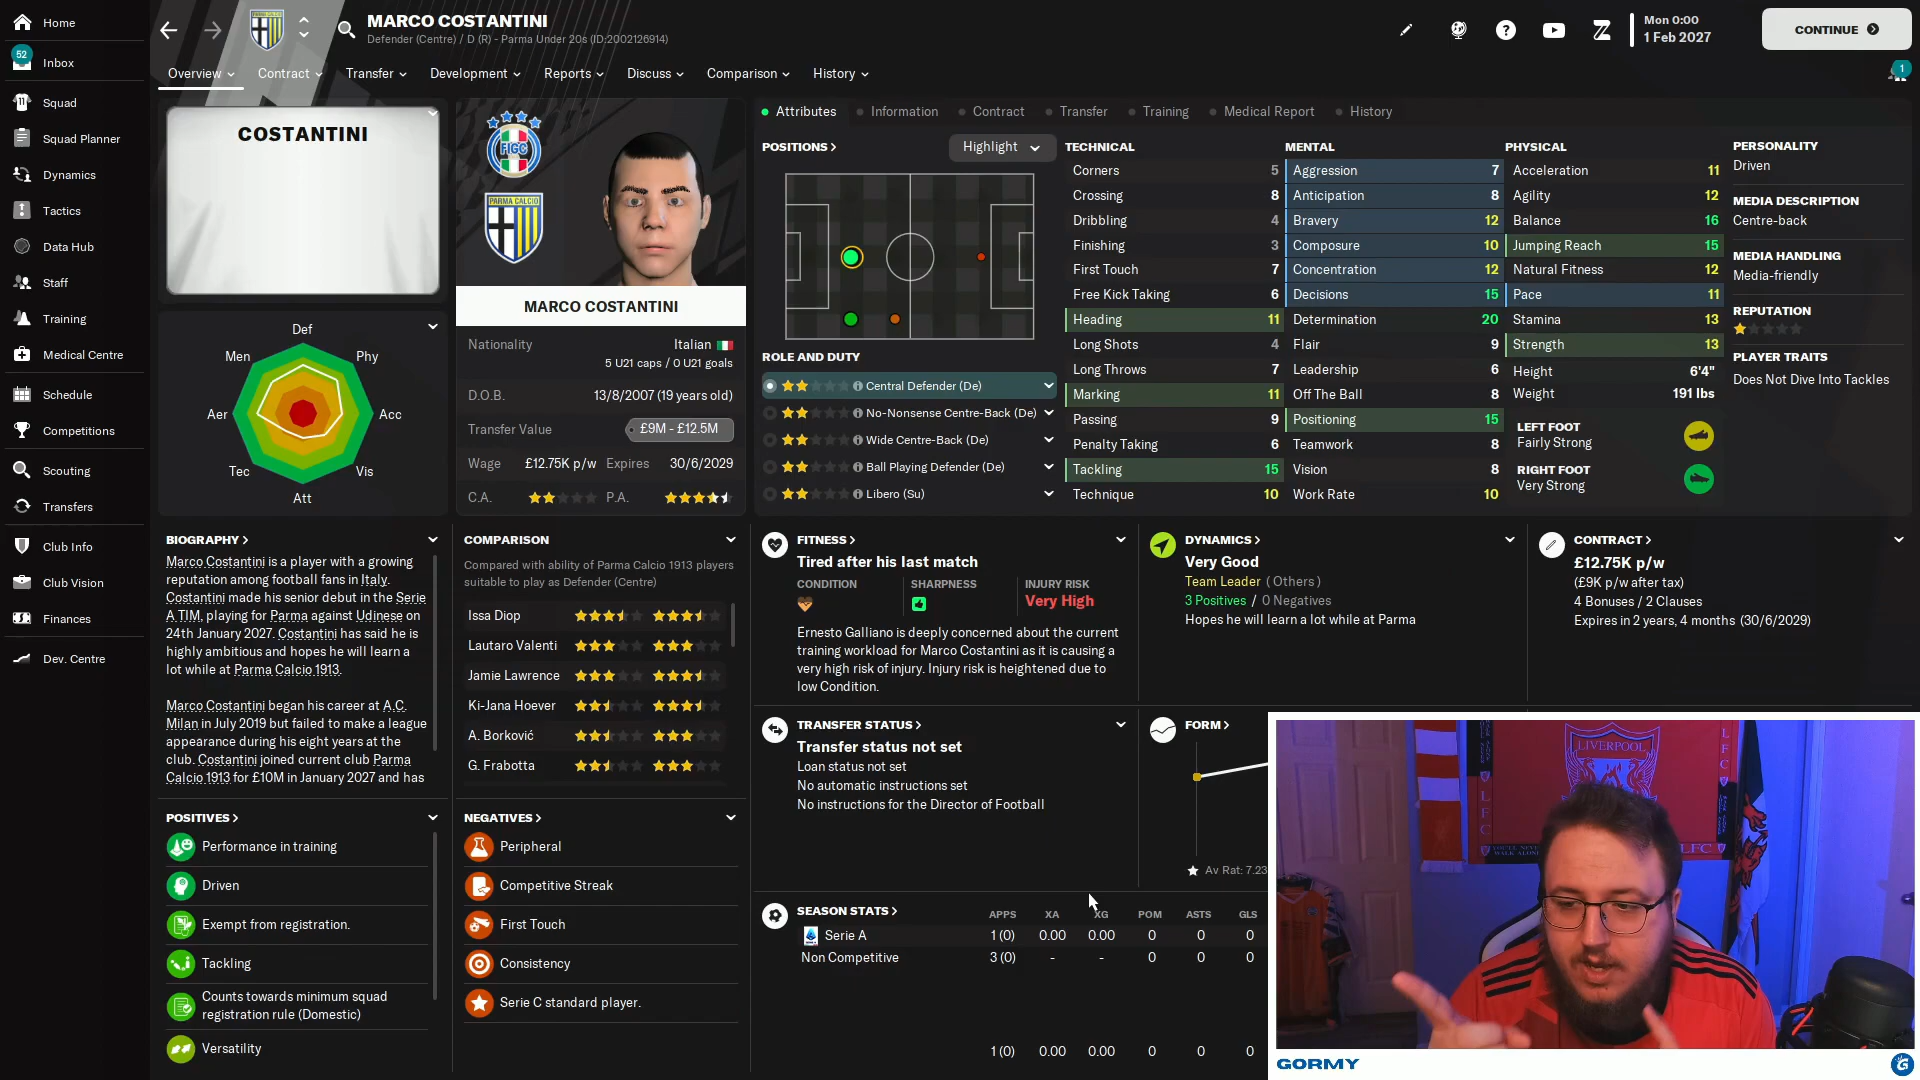 Home
52
Inbox
Squad
Squad Planner
Dynamics
Tactics
Data Hub
Staff
Training
Medical Centre
Schedule
Competitions
Scouting
Transfers
Club Info
Club Vision
Finances
Dev. Centre
MARCO COSTANTINI
Defender (Centre) / D (R) - Parma Under 20s (ID:2002126914)
Mon 0:00
1 Feb 2027
CONTINUE
Overview
Contract
Transfer
Development
Reports
Discuss
Comparison
History
1
COSTANTINI
Def
Men
Phy
Aer
Acc
Tec
Vis
Att
FIGC
PARMA CALCIO
MARCO COSTANTINI
Nationality Italian
5 U21 caps / 0 U21 goals
D.O.B. 13/8/2007 (19 years old)
Transfer Value £9M - £12.5M
Wage £12.75K p/w Expires 30/6/2029
C.A. P.A.
Attributes Information Contract Transfer Training Medical Report History
POSITIONS >
Highlight
ROLE AND DUTY
Central Defender (De)
No-Nonsense Centre-Back (De)
Wide Centre-Back (De)
Ball Playing Defender (De)
Libero (Su)
TECHNICAL
Corners 5
Crossing 8
Dribbling 4
Finishing 3
First Touch 7
Free Kick Taking 6
Heading 11
Long Shots 4
Long Throws 7
Marking 11
Passing 9
Penalty Taking 6
Tackling 15
Technique 10
MENTAL
Aggression 7
Anticipation 8
Bravery 12
Composure 10
Concentration 12
Decisions 15
Determination 20
Flair 9
Leadership 6
Off The Ball 8
Positioning 15
Teamwork 8
Vision 8
Work Rate 10
PHYSICAL
Acceleration 11
Agility 12
Balance 16
Jumping Reach 15
Natural Fitness 12
Pace 11
Stamina 13
Strength 13
Height 6'4"
Weight 191 lbs
LEFT FOOT
Fairly Strong
RIGHT FOOT
Very Strong
PERSONALITY
Driven
MEDIA DESCRIPTION
Centre-back
MEDIA HANDLING
Media-friendly
REPUTATION
PLAYER TRAITS
Does Not Dive Into Tackles
BIOGRAPHY >
Marco Costantini is a player with a growing
reputation among football fans in Italy.
Costantini made his senior debut in the Serie
A TIM, playing for Parma against Udinese on
24th January 2027. Costantini has said he is
highly ambitious and hopes he will learn a
lot while at Parma Calcio 1913.
Marco Costantini began his career at A.C.
Milan in July 2019 but failed to make a league
appearance during his eight years at the
club. Costantini joined current club Parma
Calcio 1913 for £10M in January 2027 and has
COMPARISON
Compared with ability of Parma Calcio 1913 players
suitable to play as Defender (Centre)
Issa Diop
Lautaro Valenti
Jamie Lawrence
Ki-Jana Hoever
A. Borković
G. Frabotta
FITNESS >
Tired after his last match
CONDITION SHARPNESS INJURY RISK
Very High
Ernesto Galliano is deeply concerned about the current
training workload for Marco Costantini as it is causing a
very high risk of injury. Injury risk is heightened due to
low Condition.
DYNAMICS >
Very Good
Team Leader (Others)
3 Positives / 0 Negatives
Hopes he will learn a lot while at Parma
CONTRACT >
£12.75K p/w
(£9K p/w after tax)
4 Bonuses / 2 Clauses
Expires in 2 years, 4 months (30/6/2029)
TRANSFER STATUS >
Transfer status not set
Loan status not set
No automatic instructions set
No instructions for the Director of Football
FORM >
Av Rat: 7.23
POSITIVES >
Performance in training
Driven
Exempt from registration.
Tackling
Counts towards minimum squad
registration rule (Domestic)
Versatility
NEGATIVES >
Peripheral
Competitive Streak
First Touch
Consistency
Serie C standard player.
SEASON STATS > APPS XA XG POM ASTS GLS
Serie A 1 (0) 0.00 0.00 0 0 0
Non Competitive 3 (0) - - 0 0 0
1 (0) 0.00 0.00 0 0 0
LIVERPOOL
LFC
GORMY